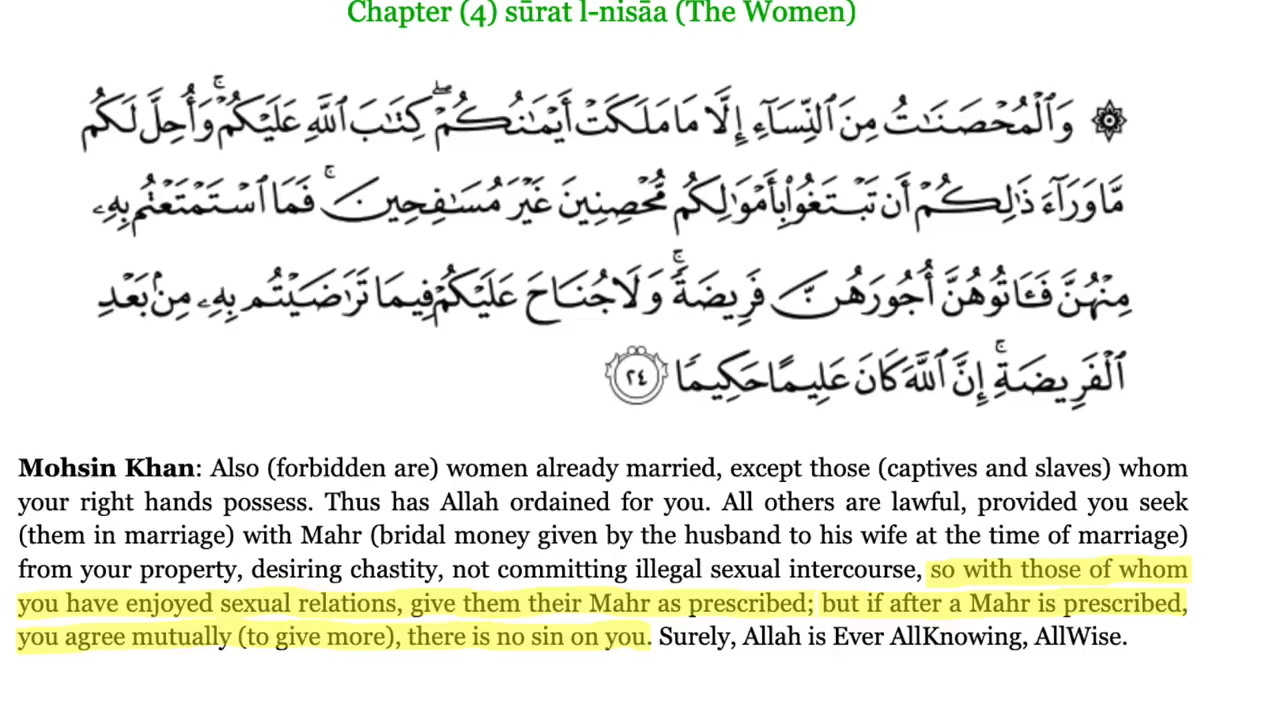 Chapter (4) sūrat l-nisāa (The Women)
۞ وَٱلْمُحْصَنَـٰتُ مِنَ ٱلنِّسَآءِ إِلَّا مَا مَلَكَتْ أَيْمَـٰنُكُمْ ۖ كِتَـٰبَ ٱللَّهِ عَلَيْكُمْ ۚ وَأُحِلَّ لَكُم
مَّا وَرَآءَ ذَٰلِكُمْ أَن تَبْتَغُوا۟ بِأَمْوَٰلِكُم مُّحْصِنِينَ غَيْرَ مُسَـٰفِحِينَ ۚ فَمَا ٱسْتَمْتَعْتُم بِهِۦ
مِنْهُنَّ فَـَٔاتُوهُنَّ أُجُورَهُنَّ فَرِيضَةً ۚ وَلَا جُنَاحَ عَلَيْكُمْ فِيمَا تَرَٰضَيْتُم بِهِۦ مِنۢ بَعْدِ
ٱلْفَرِيضَةِ ۚ إِنَّ ٱللَّهَ كَانَ عَلِيمًا حَكِيمًا ٢٤
Mohsin Khan: Also (forbidden are) women already married, except those (captives and slaves) whom
your right hands possess. Thus has Allah ordained for you. All others are lawful, provided you seek
(them in marriage) with Mahr (bridal money given by the husband to his wife at the time of marriage)
from your property, desiring chastity, not committing illegal sexual intercourse, so with those of whom
you have enjoyed sexual relations, give them their Mahr as prescribed; but if after a Mahr is prescribed,
you agree mutually (to give more), there is no sin on you. Surely, Allah is Ever AllKnowing, AllWise.